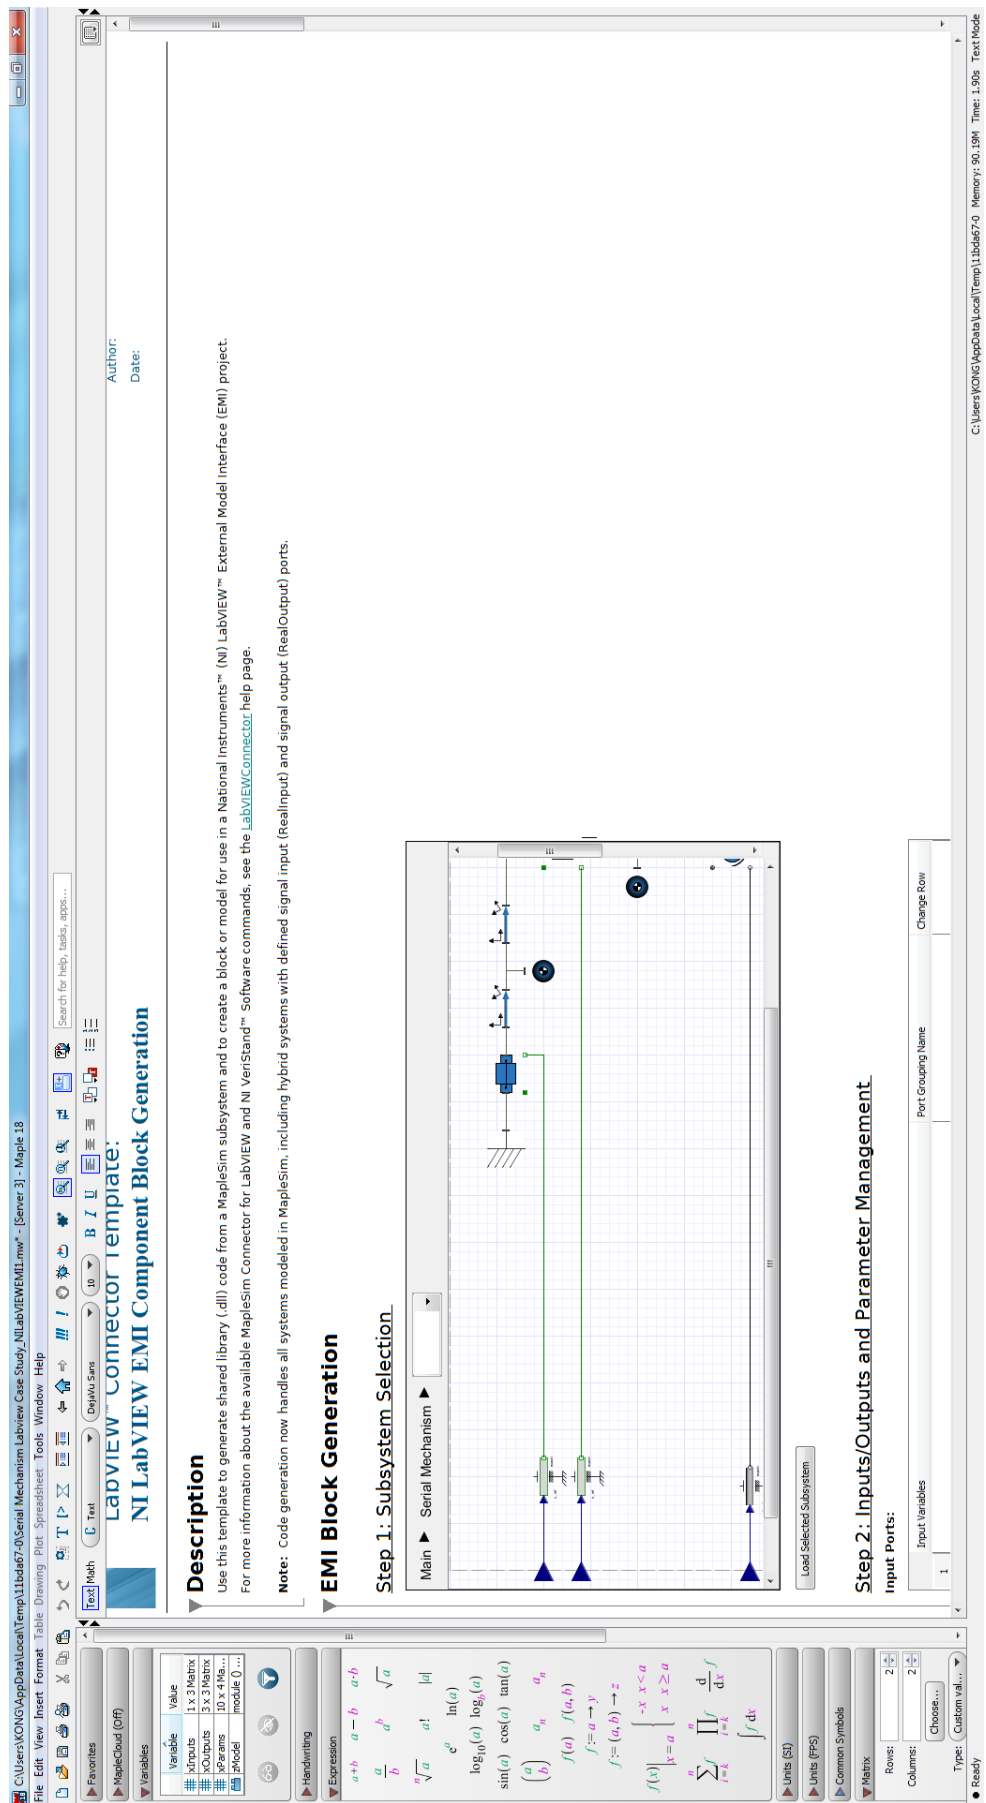 C:\Users\KONG\AppData\Local\Temp\11bda67-0\Serial Mechanism Labview Case Study_NILabVIEWEMI1.mw* - [Server 3] - Maple 18
File Edit View Insert Format Table Drawing Plot Spreadsheet Tools Window Help
Search for help, tasks, apps...
Text Math C Text DejaVu Sans 10 B I U
Favorites
MapleCloud (Off)
Variables
Variable Value
xInputs 1 x 3 Matrix
xOutputs 3 x 3 Matrix
xParams 10 x 4 Ma...
zModel module () ...
Handwriting
Expression
a+b a−b a·b
a/b a^b √a
ⁿ√a a! |a|
e^a ln(a)
log₁₀(a) log_b(a)
sin(a) cos(a) tan(a)
(a b) a_n a_n
f(a) f(a,b)
f := a → y
f := (a,b) → z
f(x)|x=a { -x x<a
x x≥a
∑ f i=k n ∏ f i=k n d/dx f
∫ f dx
Units (SI)
Units (FPS)
Common Symbols
Matrix
Rows: 2
Columns: 2
Choose...
Type: Custom val...
LabVIEW™ Connector Template:
NI LabVIEW EMI Component Block Generation
Author:
Date:
Description
Use this template to generate shared library (.dll) code from a MapleSim subsystem and to create a block or model for use in a National Instruments™ (NI) LabVIEW™ External Model Interface (EMI) project.
For more information about the available MapleSim Connector for LabVIEW and NI VeriStand™ Software commands, see the LabVIEWConnector help page.
Note: Code generation now handles all systems modeled in MapleSim, including hybrid systems with defined signal input (RealInput) and signal output (RealOutput) ports.
EMI Block Generation
Step 1: Subsystem Selection
Main Serial Mechanism
Load Selected Subsystem
Step 2: Inputs/Outputs and Parameter Management
Input Ports:
Input Variables Port Grouping Name Change Row
1
Ready
C:\Users\KONG\AppData\Local\Temp\11bda67-0 Memory: 90.19M Time: 1.90s Text Mode